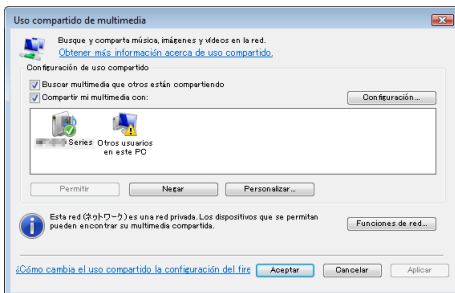 Uso compartido de multimedia
Busque y comparta música, imágenes y vídeos en la red.
Obtener más información acerca de uso compartido.
Configuración de uso compartido
Buscar multimedia que otros están compartiendo
Compartir mi multimedia con:
Configuración...
Series
Otros usuarios
en este PC
Permitir
Negar
Personalizar...
Esta red (ネットワーク) es una red privada. Los dispositivos que se permitan
pueden encontrar su multimedia compartida.
Funciones de red...
¿Cómo cambia el uso compartido la configuración del fire
Aceptar
Cancelar
Aplicar